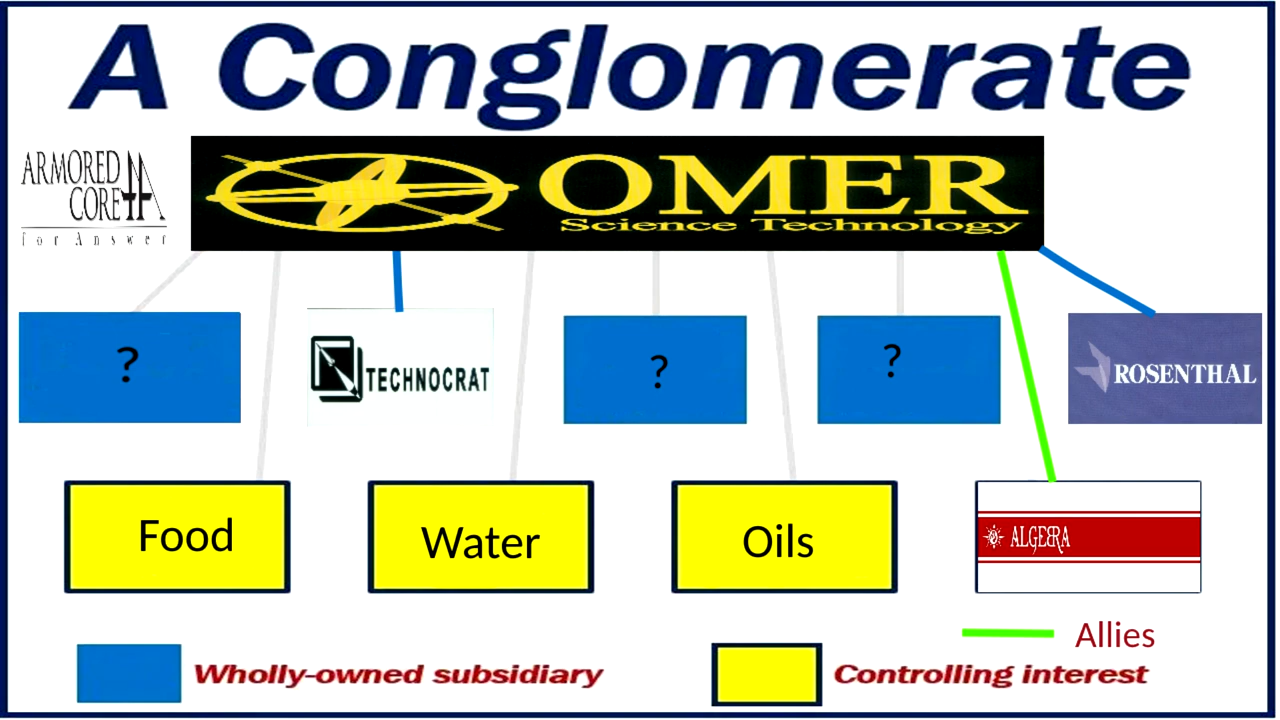 A Conglomerate
ARMORED
CORE 4A
for Answer
OMER
Science Technology
?
TECHNOCRAT
?
?
ROSENTHAL
Food
Water
Oils
ALGEBRA
Allies
Wholly-owned subsidiary
Controlling interest